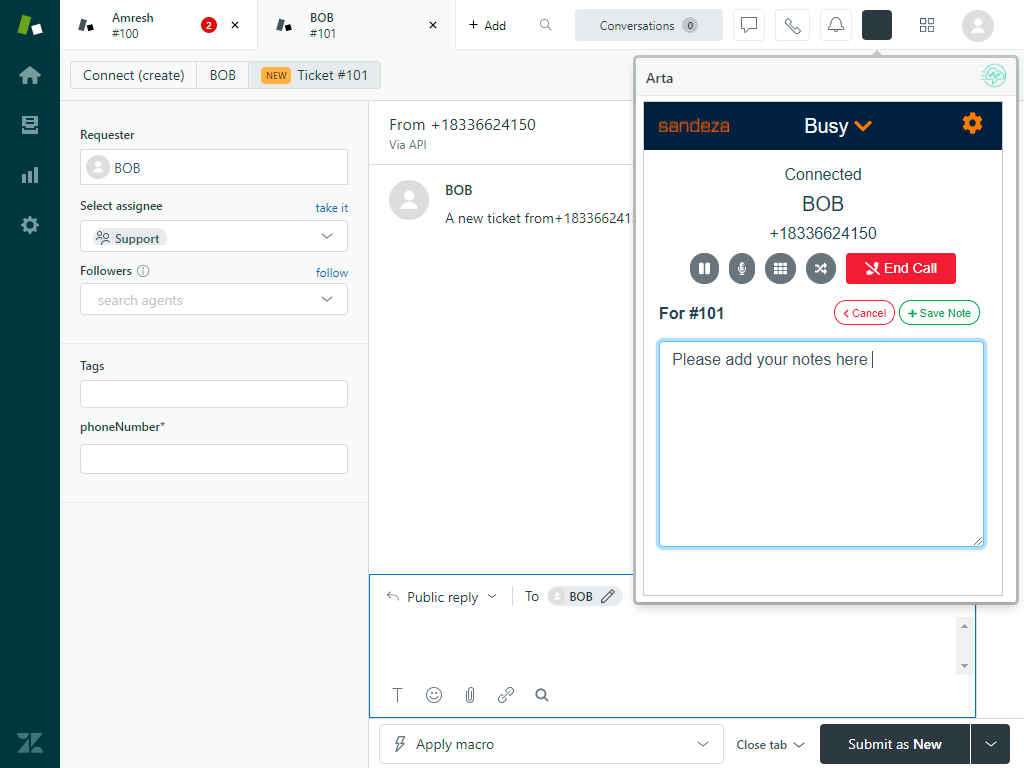 Amresh
#100
2
BOB
#101
+ Add
Conversations 0
Connect (create)
BOB
NEW Ticket #101
Requester
BOB
Select assignee
take it
Support
Followers
follow
search agents
Tags
phoneNumber*
From +18336624150
Via API
BOB
A new ticket from+18336624
Public reply
To
BOB
Apply macro
Close tab
Submit as New
Arta
sandeza
Busy
Connected
BOB
+18336624150
End Call
For #101
Cancel
+ Save Note
Please add your notes here